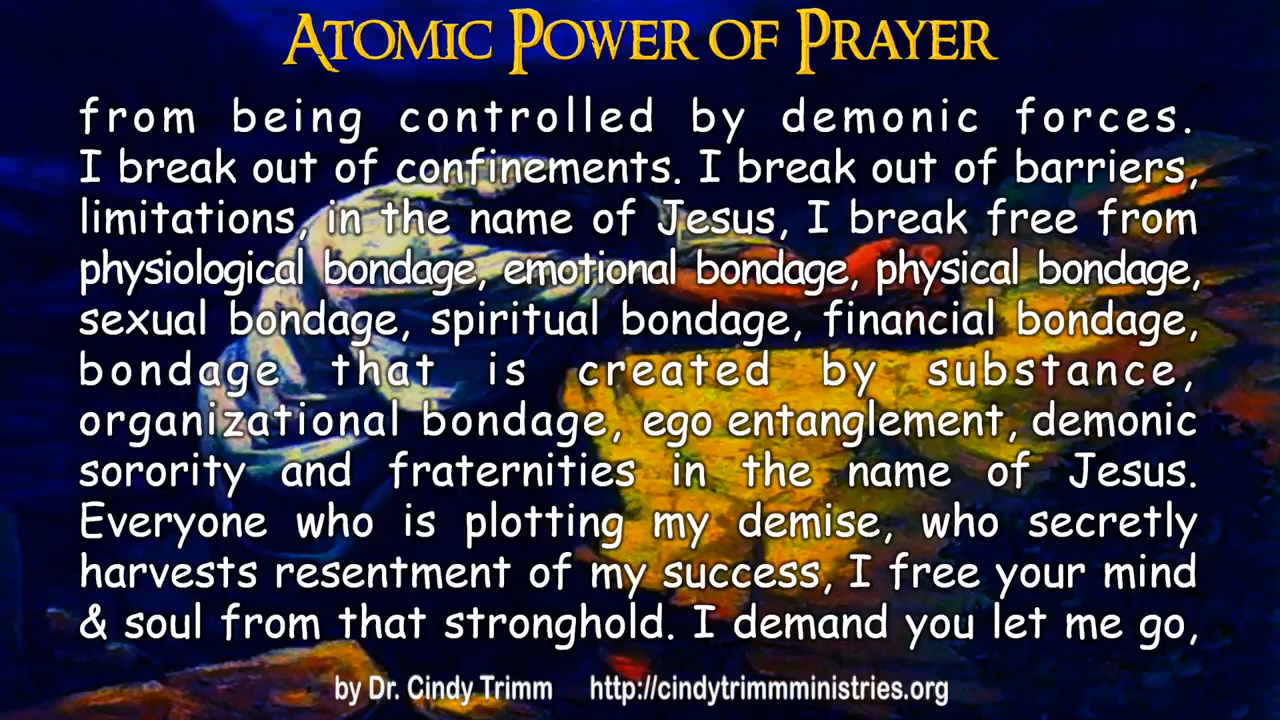 Atomic Power of Prayer
from being controlled by demonic forces.
I break out of confinements. I break out of barriers,
limitations, in the name of Jesus, I break free from
physiological bondage, emotional bondage, physical bondage,
sexual bondage, spiritual bondage, financial bondage,
bondage that is created by substance,
organizational bondage, ego entanglement, demonic
sorority and fraternities in the name of Jesus.
Everyone who is plotting my demise, who secretly
harvests resentment of my success, I free your mind
& soul from that stronghold. I demand you let me go,
by Dr. Cindy Trimm http://cindytrimmministries.org